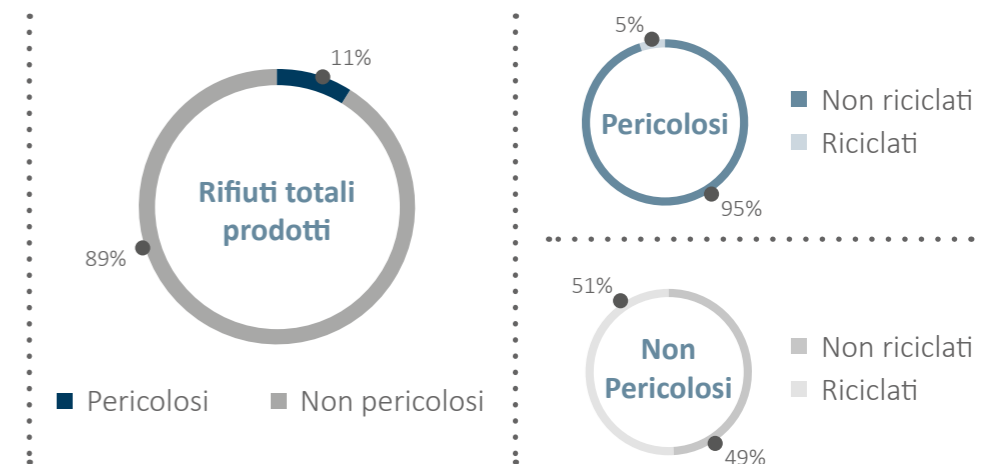 11%
Rifiuti totali
prodotti
89%
Pericolosi
Non pericolosi
5%
Pericolosi
95%
Non riciclati
Riciclati
51%
Non
Pericolosi
49%
Non riciclati
Riciclati